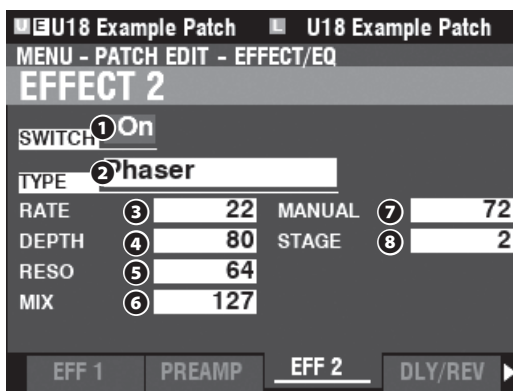 U E U18 Example Patch L U18 Example Patch
MENU - PATCH EDIT - EFFECT/EQ
EFFECT 2
SWITCH 1 On
TYPE 2 Phaser
RATE 3 22 MANUAL 7 72
DEPTH 4 80 STAGE 8 2
RESO 5 64
MIX 6 127
EFF 1 PREAMP EFF 2 DLY/REV